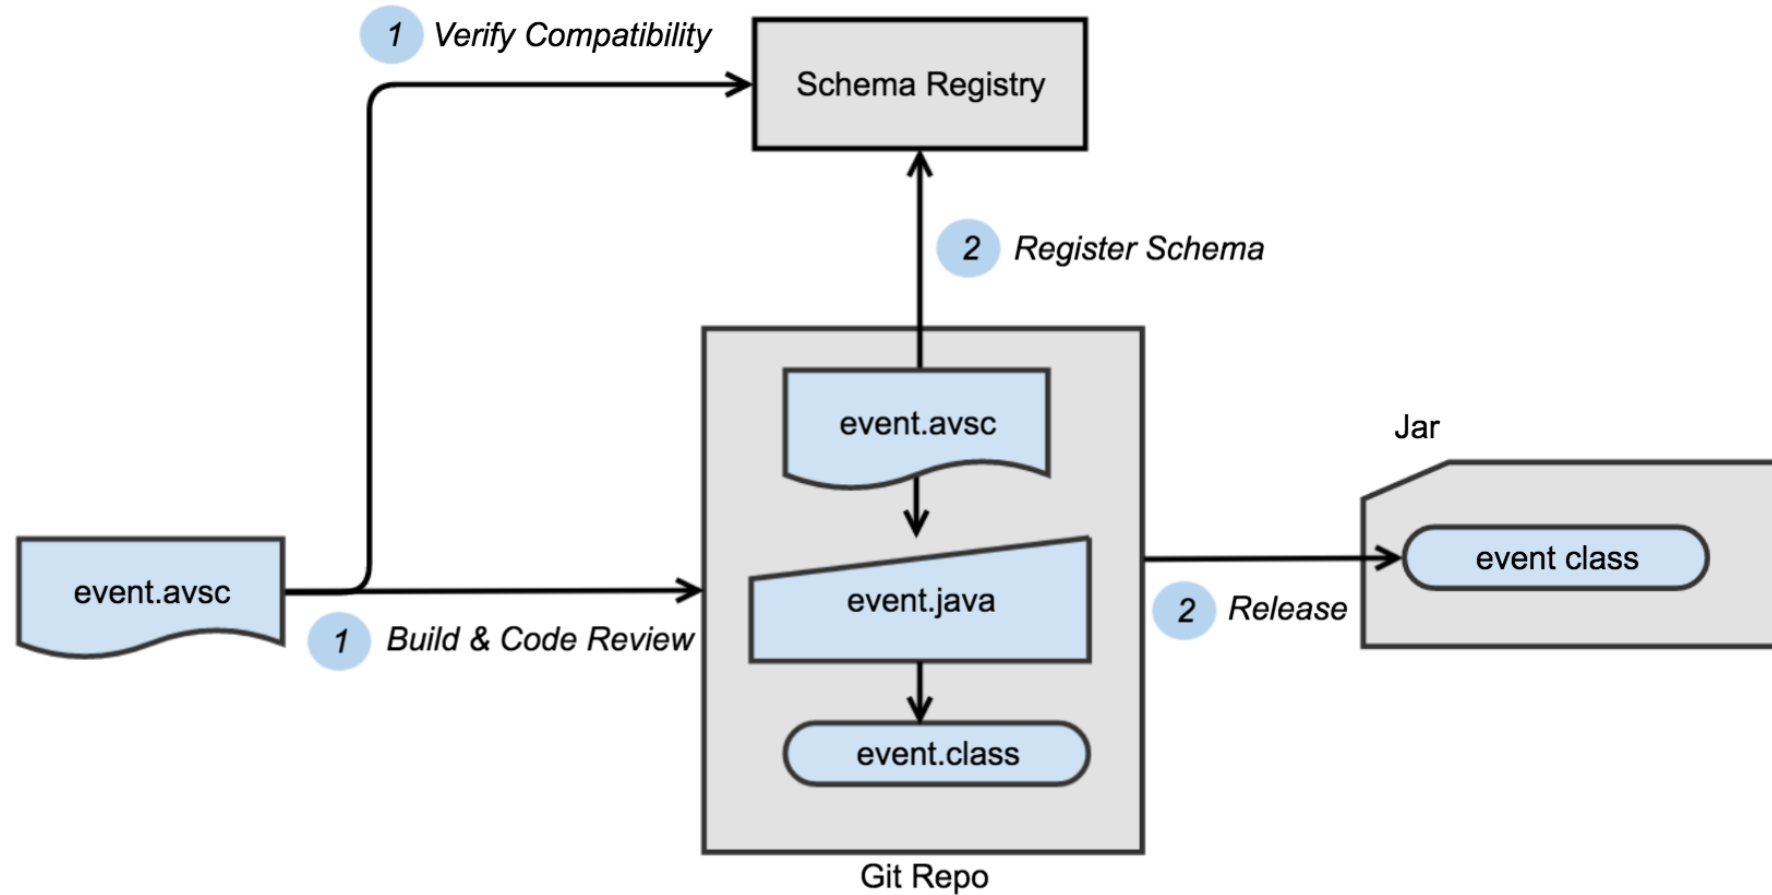 1 Verify Compatibility
Schema Registry
2 Register Schema
event.avsc
Jar
event class
event.avsc
event.java
2 Release
1 Build & Code Review
event.class
Git Repo